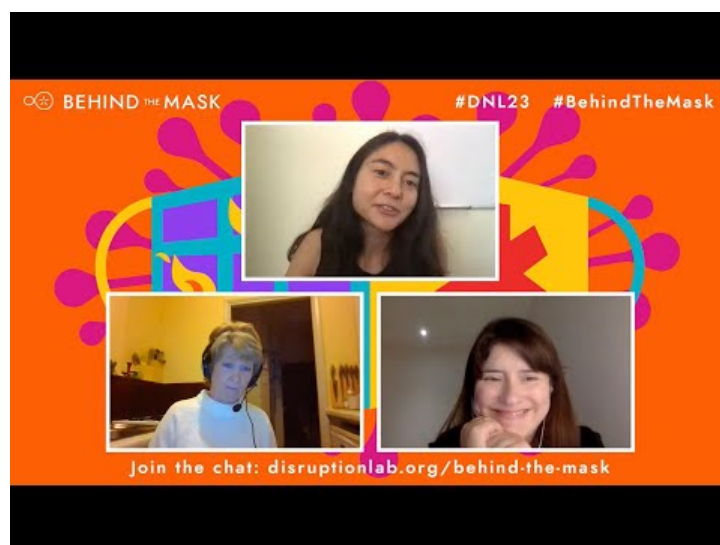 BEHIND THE MASK
#DNL23 #BehindTheMask
Join the chat: disruptionlab.org/behind-the-mask